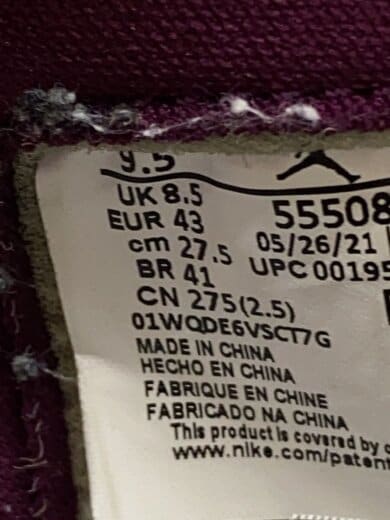 9.5
UK 8.5
EUR 43 55508
cm 27.5 05/26/21
BR 41 UPC 00195
CN 275(2.5)
01WQDE6VSCT7G
MADE IN CHINA
HECHO EN CHINA
FABRIQUE EN CHINE
FABRICADO NA CHINA
This product is covered by
www.nike.com/patent